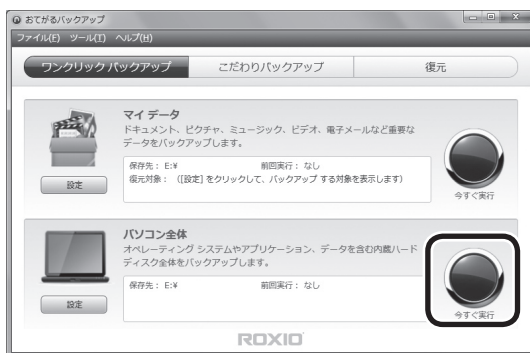 おてがるバックアップ
ファイル(F) ツール(T) ヘルプ(H)
ワンクリックバックアップ こだわりバックアップ 復元
マイ データ
ドキュメント、ピクチャ、ミュージック、ビデオ、電子メールなど重要な
データをバックアップします。
保存先： E:¥ 前回実行： なし
復元対象： （[設定] をクリックして、バックアップ する対象を表示します）
設定
今すぐ実行
パソコン全体
オペレーティング システムやアプリケーション、データを含む内蔵ハード
ディスク全体をバックアップします。
保存先： E:¥ 前回実行： なし
設定
今すぐ実行
ROXIO